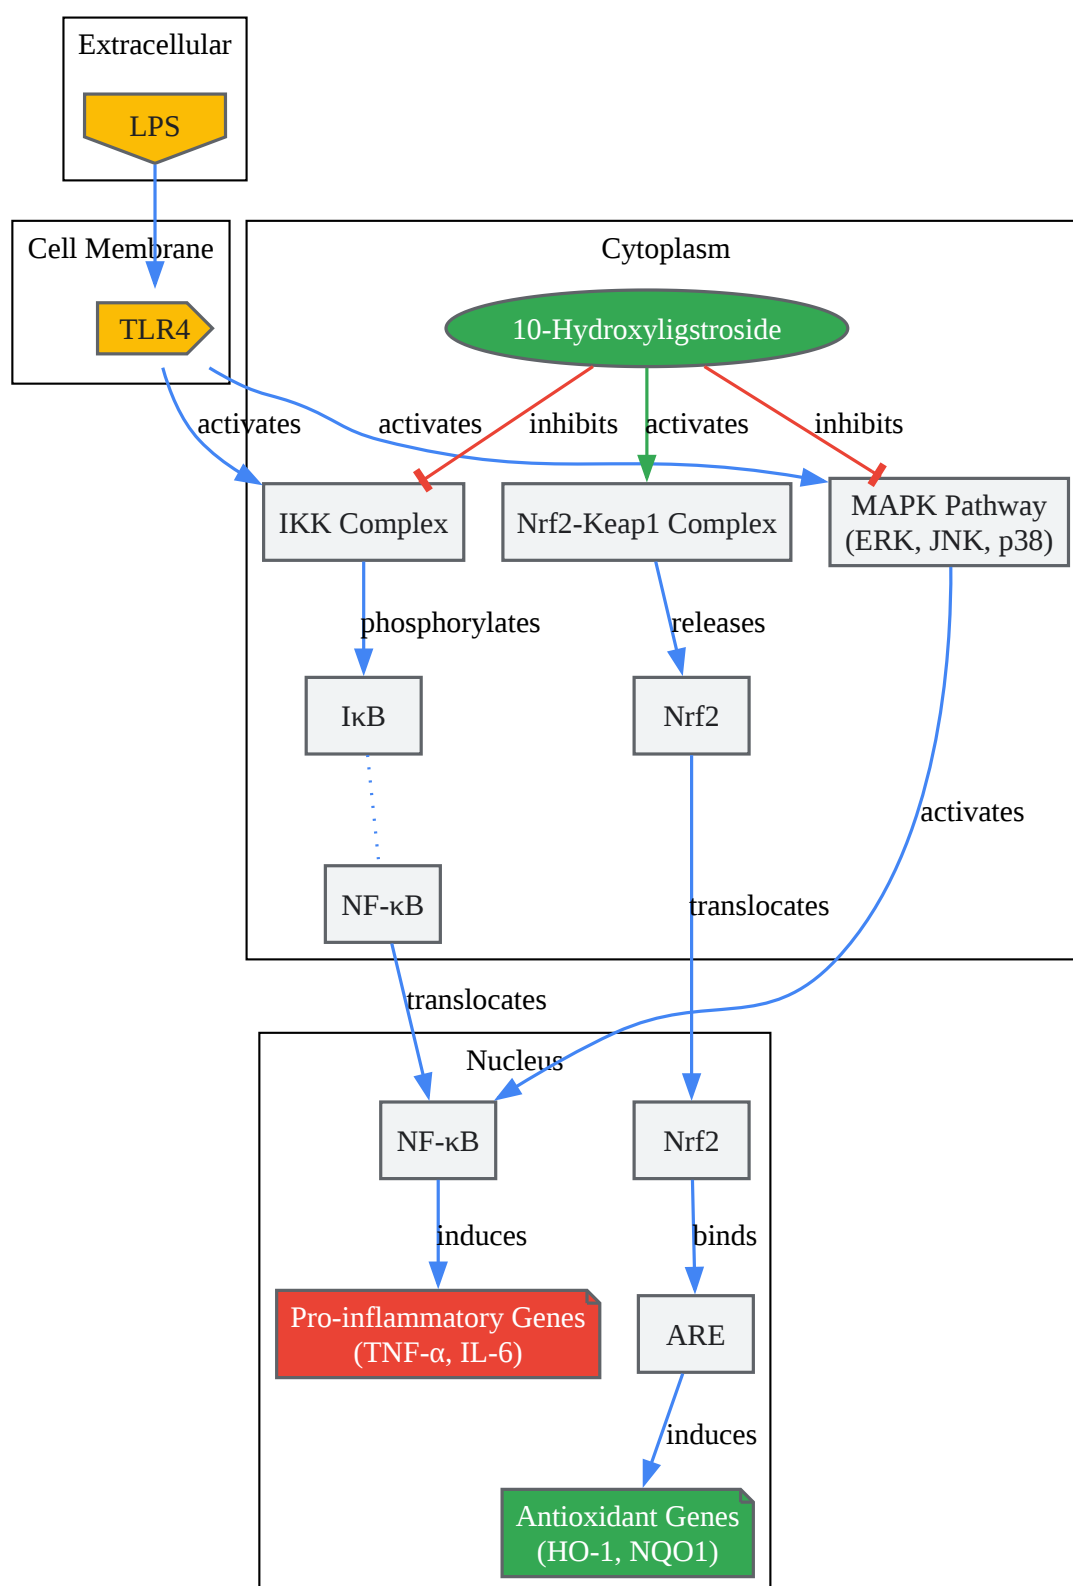 Extracellular
LPS
Cell Membrane
Cytoplasm
TLR4
10-Hydroxyligstroside
activates
activates
inhibits
activates
inhibits
IKK Complex
Nrf2-Keap1 Complex
MAPK Pathway
(ERK, JNK, p38)
phosphorylates
releases
IκB
Nrf2
activates
NF-κB
translocates
translocates
Nucleus
NF-κB
Nrf2
induces
binds
Pro-inflammatory Genes
(TNF-α, IL-6)
ARE
induces
Antioxidant Genes
(HO-1, NQO1)